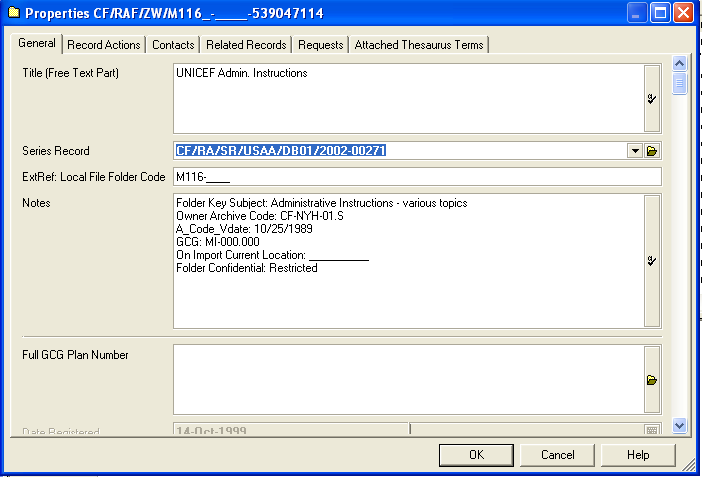 Properties CF/RAF/ZW/M116_-_____-539047114
General Record Actions Contacts Related Records Requests Attached Thesaurus Terms
Title (Free Text Part) UNICEF Admin. Instructions
Series Record CF/RA/SR/USAA/DB01/2002-00271
ExtRef: Local File Folder Code M116-____
Notes Folder Key Subject: Administrative Instructions - various topics
Owner Archive Code: CF-NYH-01.S
A_Code_Vdate: 10/25/1989
GCG: MI-000.000
On Import Current Location: __________
Folder Confidential: Restricted
Full GCG Plan Number
Date Registered 14-Oct-1999
OK Cancel Help